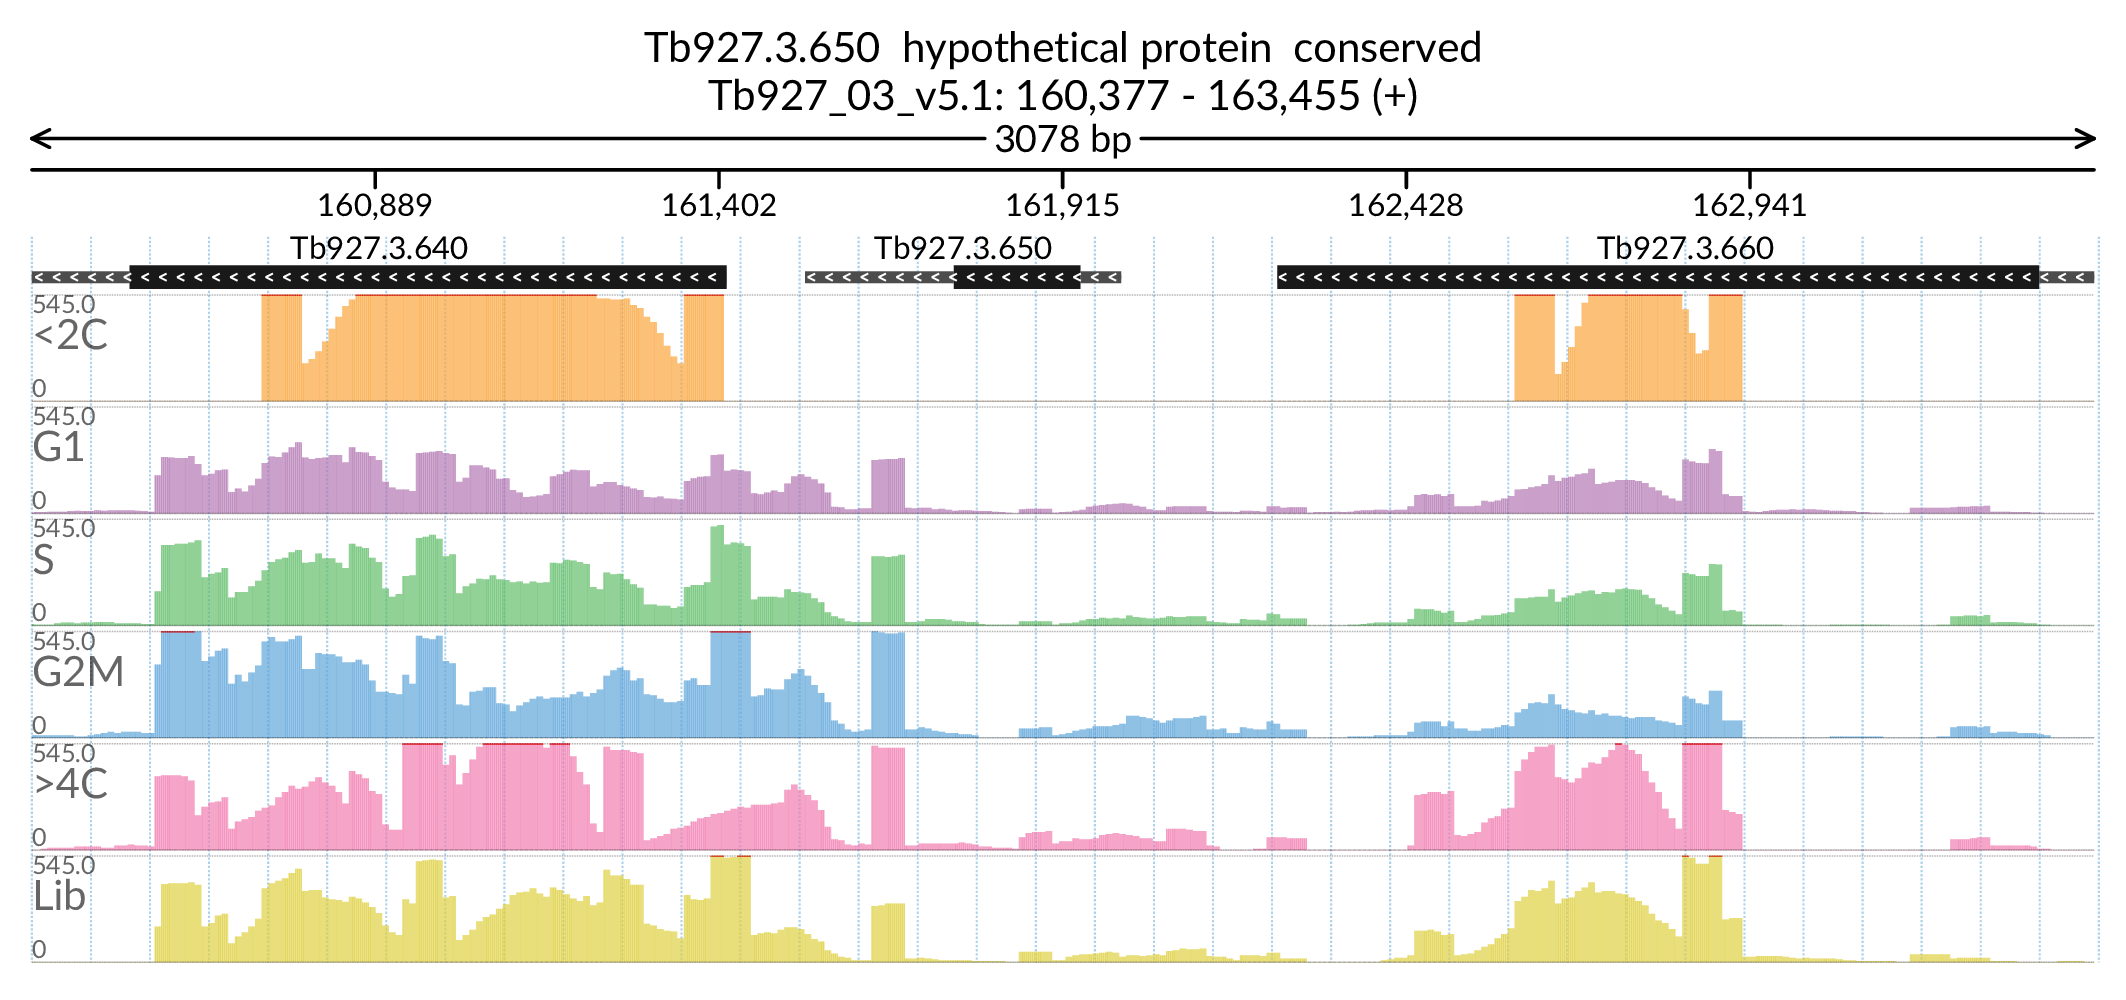 Tb927.3.650  hypothetical protein  conserved
Tb927_03_v5.1: 160,377 - 163,455 (+)
3078 bp
160,889 161,402 161,915 162,428 162,941
Tb927.3.640 Tb927.3.650 Tb927.3.660
545.0
<2C
0
545.0
G1
0
545.0
S
0
545.0
G2M
0
545.0
>4C
0
545.0
Lib
0